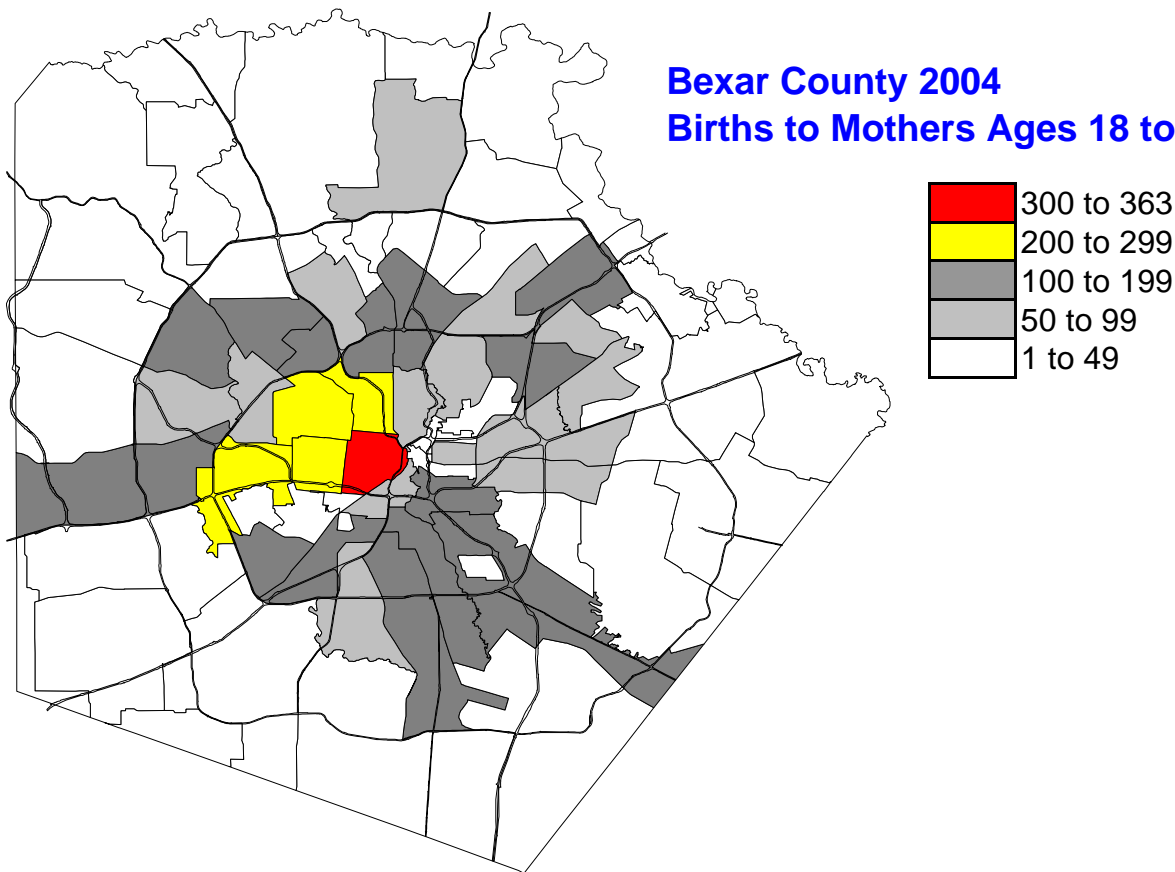 Bexar County 2004
Births to Mothers Ages 18 to
300 to 363
200 to 299
100 to 199
50 to 99
1 to 49